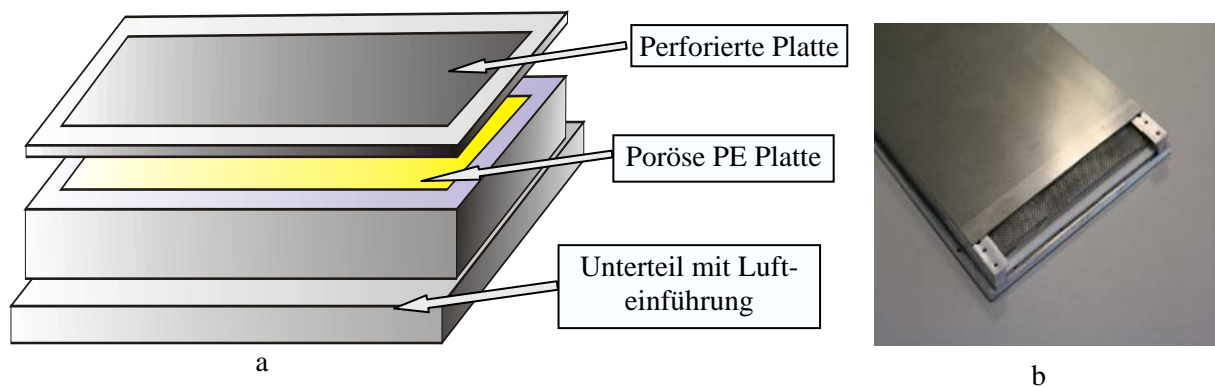 Perforierte Platte
Poröse PE Platte
Unterteil mit Luft-
einführung
a
b